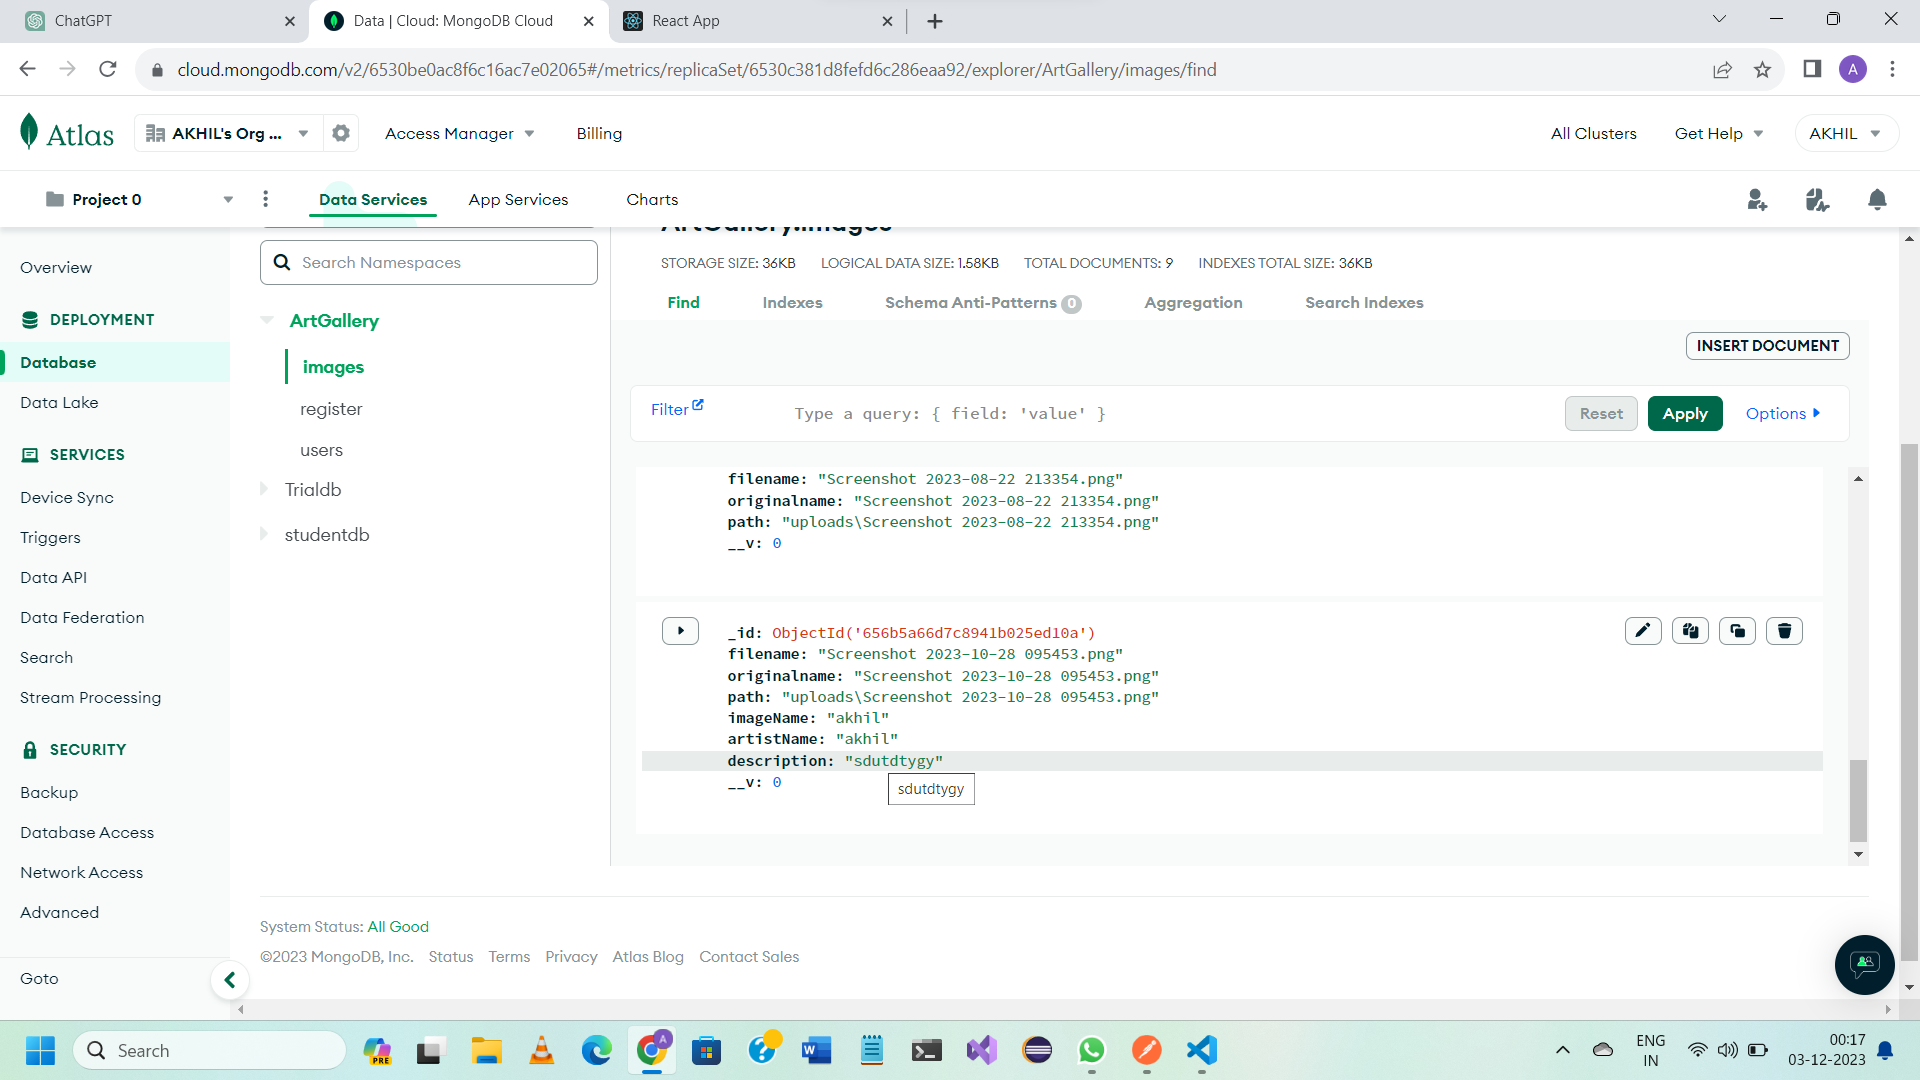 ChatGPT
Data | Cloud: MongoDB Cloud
React App
cloud.mongodb.com/v2/6530be0ac8f6c16ac7e02065#/metrics/replicaSet/6530c381d8fefd6c286eaa92/explorer/ArtGallery/images/find
A
Atlas
AKHIL's Org ...
Access Manager
Billing
All Clusters
Get Help
AKHIL
Project 0
Data Services
App Services
Charts
Overview
DEPLOYMENT
Database
Data Lake
SERVICES
Device Sync
Triggers
Data API
Data Federation
Search
Stream Processing
SECURITY
Backup
Database Access
Network Access
Advanced
Goto
Search Namespaces
ArtGallery
images
register
users
Trialdb
studentdb
ArtGallery.images
STORAGE SIZE: 36KB LOGICAL DATA SIZE: 1.58KB TOTAL DOCUMENTS: 9 INDEXES TOTAL SIZE: 36KB
Find Indexes Schema Anti-Patterns 0 Aggregation Search Indexes
INSERT DOCUMENT
Filter
Type a query: { field: 'value' }
Reset
Apply
Options
filename: "Screenshot 2023-08-22 213354.png"
originalname: "Screenshot 2023-08-22 213354.png"
path: "uploads\Screenshot 2023-08-22 213354.png"
__v: 0
_id: ObjectId('656b5a66d7c8941b025ed10a')
filename: "Screenshot 2023-10-28 095453.png"
originalname: "Screenshot 2023-10-28 095453.png"
path: "uploads\Screenshot 2023-10-28 095453.png"
imageName: "akhil"
artistName: "akhil"
description: "sdutdtygy"
__v: 0
sdutdtygy
System Status: All Good
©2023 MongoDB, Inc. Status Terms Privacy Atlas Blog Contact Sales
Search
PRE
A
ENG
IN
00:17
03-12-2023